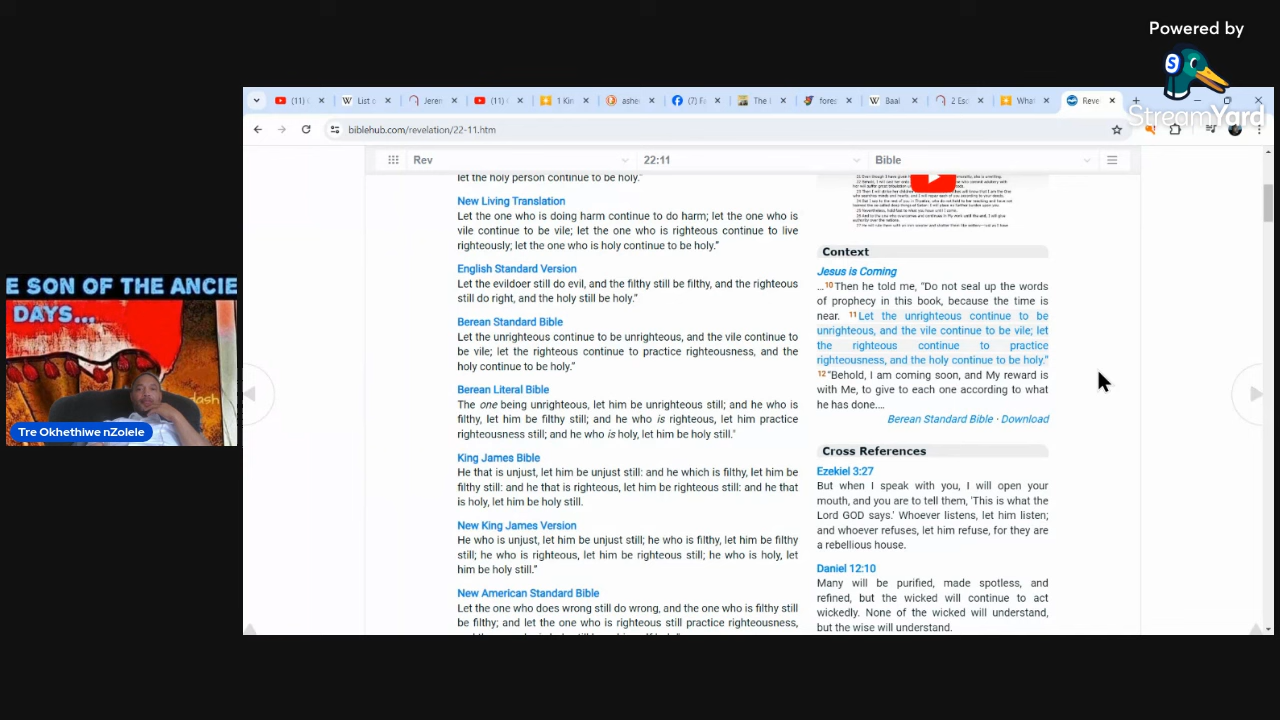 Powered by
StreamYard
(11)
List o
Jerem
(11)
1 Kin
ashe
(7) Fa
The I
fores
Baal
2 Esc
What
Reve
biblehub.com/revelation/22-11.htm
Rev
22:11
Bible
let the holy person continue to be holy."
New Living Translation
Let the one who is doing harm continue to do harm; let the one who is
vile continue to be vile; let the one who is righteous continue to live
righteously; let the one who is holy continue to be holy."
English Standard Version
Let the evildoer still do evil, and the filthy still be filthy, and the righteous
still do right, and the holy still be holy."
Berean Standard Bible
Let the unrighteous continue to be unrighteous, and the vile continue to
be vile; let the righteous continue to practice righteousness, and the
holy continue to be holy."
Berean Literal Bible
The one being unrighteous, let him be unrighteous still; and he who is
filthy, let him be filthy still; and he who is righteous, let him practice
righteousness still; and he who is holy, let him be holy still."
King James Bible
He that is unjust, let him be unjust still: and he which is filthy, let him be
filthy still: and he that is righteous, let him be righteous still: and he that
is holy, let him be holy still.
New King James Version
He who is unjust, let him be unjust still; he who is filthy, let him be filthy
still; he who is righteous, let him be righteous still; he who is holy, let
him be holy still."
New American Standard Bible
Let the one who does wrong still do wrong, and the one who is filthy still
be filthy; and let the one who is righteous still practice righteousness,
Context
Jesus is Coming
…10Then he told me, "Do not seal up the words
of prophecy in this book, because the time is
near. 11Let the unrighteous continue to be
unrighteous, and the vile continue to be vile; let
the righteous continue to practice
righteousness, and the holy continue to be holy."
12"Behold, I am coming soon, and My reward is
with Me, to give to each one according to what
he has done.…
Berean Standard Bible · Download
Cross References
Ezekiel 3:27
But when I speak with you, I will open your
mouth, and you are to tell them, 'This is what the
Lord GOD says.' Whoever listens, let him listen;
and whoever refuses, let him refuse, for they are
a rebellious house.
Daniel 12:10
Many will be purified, made spotless, and
refined, but the wicked will continue to act
wickedly. None of the wicked will understand,
but the wise will understand.
E SON OF THE ANCIE
DAYS...
dash
Tre Okhethiwe nZolele